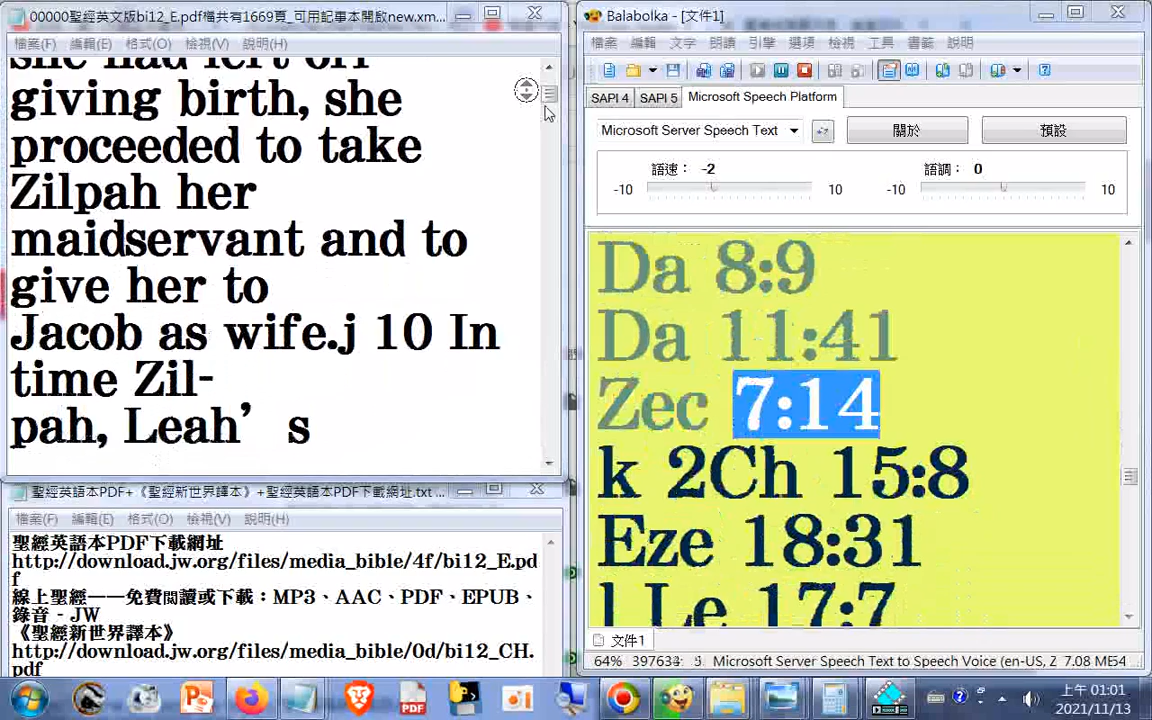 00000聖經英文版bi12_E.pdf檔共有1669頁_可用記事本開啟new.xm...
檔案(F) 編輯(E) 格式(O) 檢視(V) 說明(H)
she had left off
giving birth, she
proceeded to take
Zilpah her
maidservant and to
give her to
Jacob as wife.j 10 In
time Zil-
pah, Leah’s
聖經英語本PDF+《聖經新世界譯本》+聖經英語本PDF下載網址.txt ...
檔案(F) 編輯(E) 格式(O) 檢視(V) 說明(H)
聖經英語本PDF下載網址
http://download.jw.org/files/media_bible/4f/bi12_E.pd
f
線上聖經──免費閱讀或下載：MP3、AAC、PDF、EPUB、
錄音 - JW
《聖經新世界譯本》
http://download.jw.org/files/media_bible/0d/bi12_CH.
pdf
Balabolka - [文件1]
檔案 編輯 文字 朗讀 引擎 選項 檢視 工具 書籤 說明
SAPI 4 SAPI 5 Microsoft Speech Platform
Microsoft Server Speech Text 關於 預設
語速： -2 語調： 0
-10 10 -10 10
Da 8:9
Da 11:41
Zec 7:14
k 2Ch 15:8
Eze 18:31
l Le 17:7
文件1
64% Microsoft Server Speech Text to Speech Voice (en-US, Z 7.08 ME
上午 01:01
2021/11/13